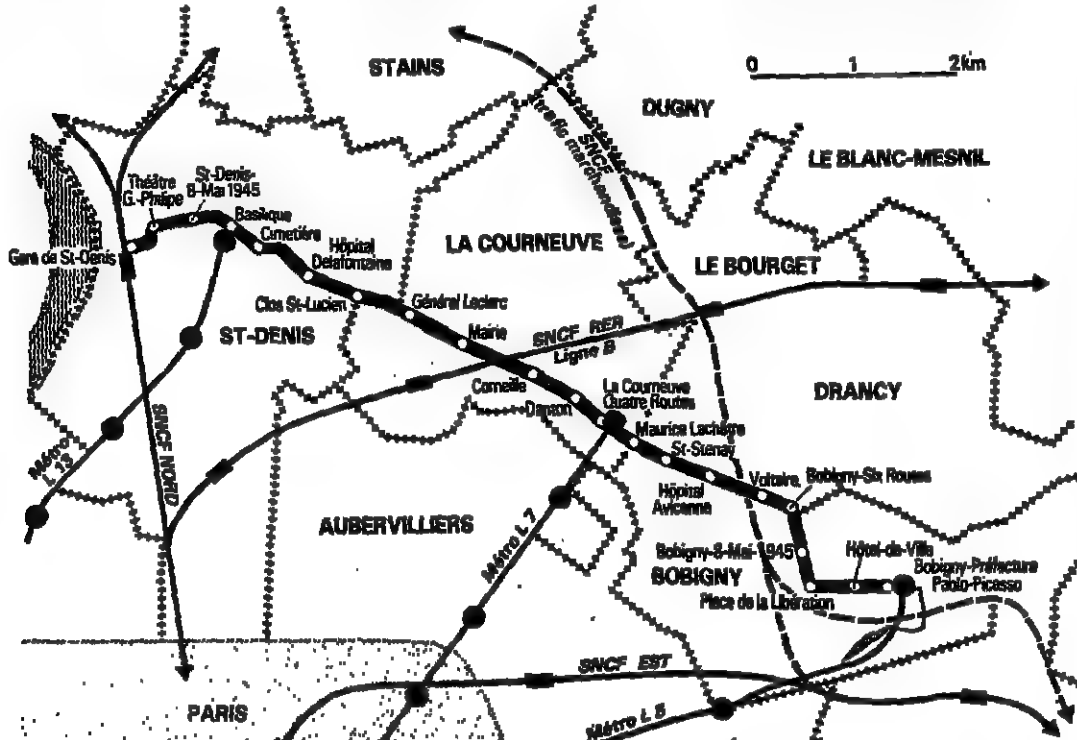 STAINS
0 1 2km
DUGNY
SNCF
trafic marchandises
LE BLANC-MESNIL
Théâtre
G.-Philipe
St-Denis-
8-Mai 1945
Basilique
Cimetière
Hôpital
Delafontaine
LA COURNEUVE
LE BOURGET
Gare de St-Denis
Clos St-Lucien
Général Leclerc
ST-DENIS
Mairie
SNCF RER
Ligne B
DRANCY
Corneille
La Courneuve
Quatre Routes
Danton
Maurice Lachâtre
St-Stenay
Métro
L 13
SNCF NORD
Hôpital
Avicenne
Voltaire
Bobigny-Six Routes
AUBERVILLIERS
Métro L 7
Bobigny-8-Mai-1945
Hôtel-de-Ville
BOBIGNY
Bobigny-Préfecture
Pablo-Picasso
Place de la Libération
SNCF EST
PARIS
Métro L 5